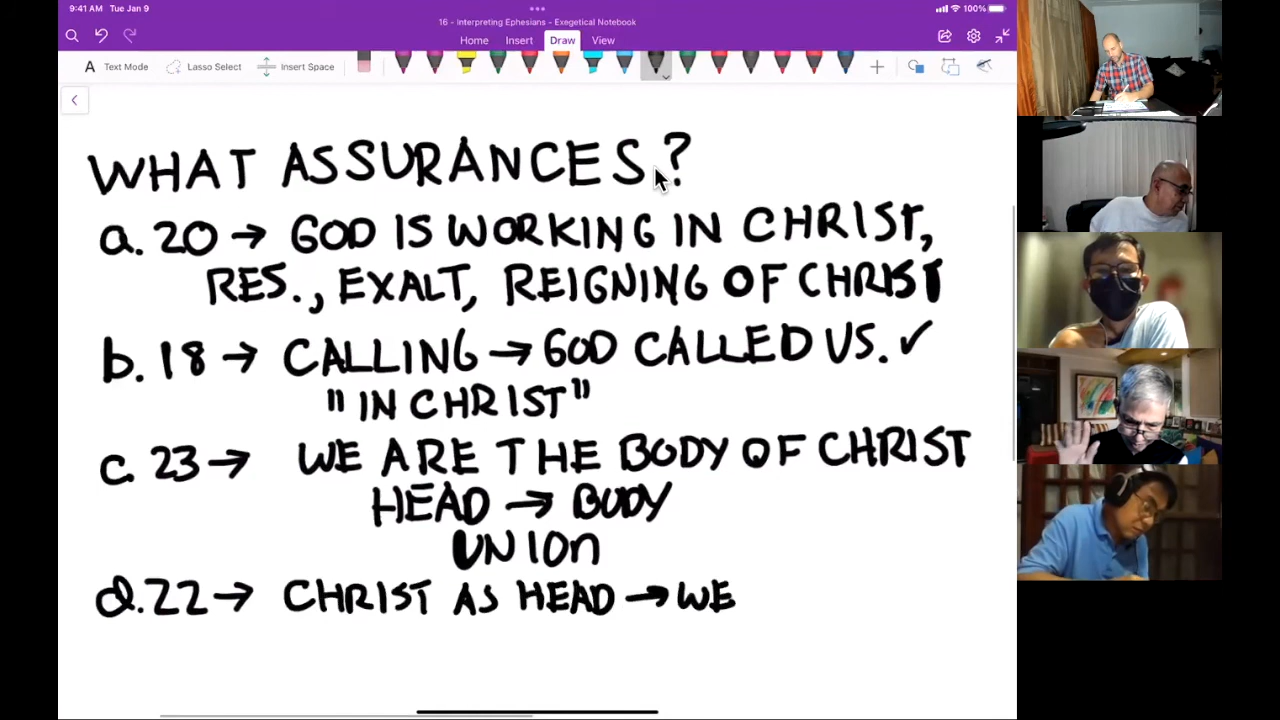 9:41 AM Tue Jan 9
100%
16 - Interpreting Ephesians - Exegetical Notebook
Home Insert Draw View
Text Mode Lasso Select Insert Space
WHAT ASSURANCES?
a. 20 → GOD IS WORKING IN CHRIST,
RES., EXALT, REIGNING OF CHRIST
b. 18 → CALLING → GOD CALLED US. ✓
"IN CHRIST"
c. 23 → WE ARE THE BODY OF CHRIST
HEAD → BODY
UNION
d. 22 → CHRIST AS HEAD → WE